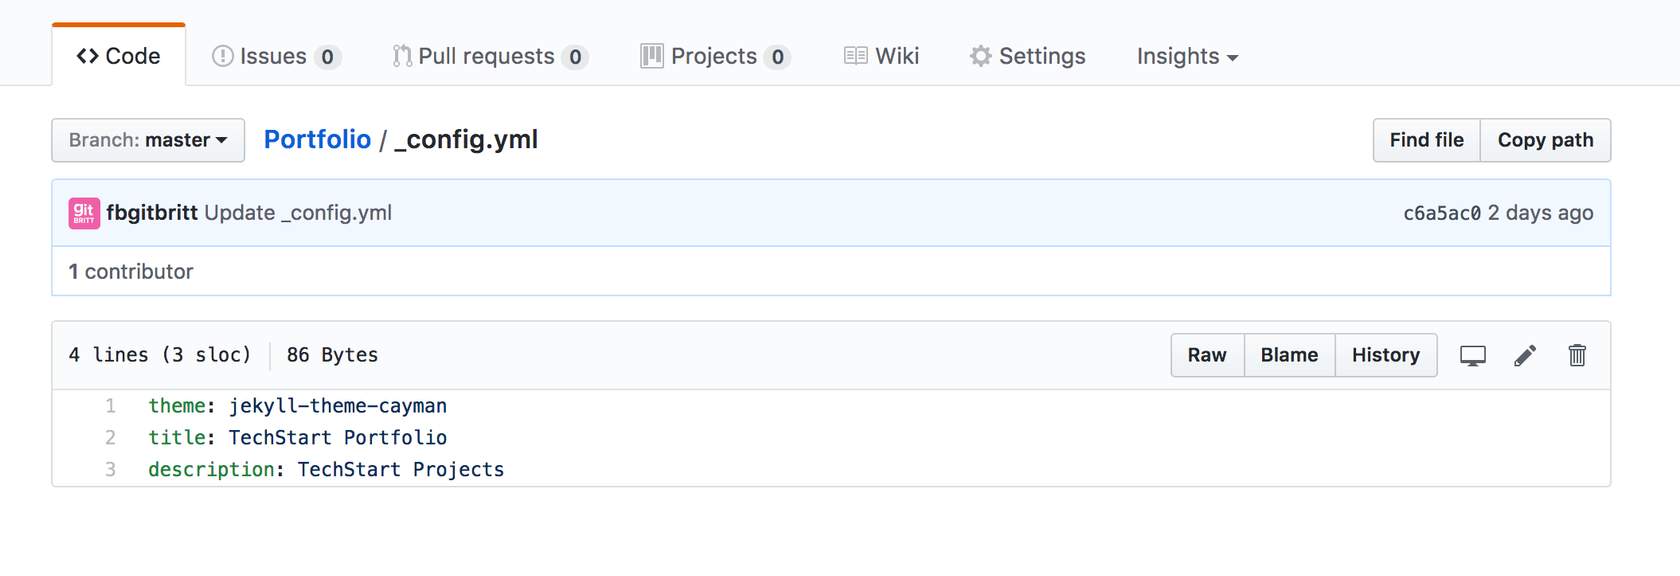 Code Issues 0 Pull requests 0 Projects 0 Wiki Settings Insights
Branch: master Portfolio / _config.yml Find file Copy path
git BRITT fbgitbritt Update _config.yml c6a5ac0 2 days ago
1 contributor
4 lines (3 sloc) 86 Bytes Raw Blame History
1 theme: jekyll-theme-cayman
2 title: TechStart Portfolio
3 description: TechStart Projects